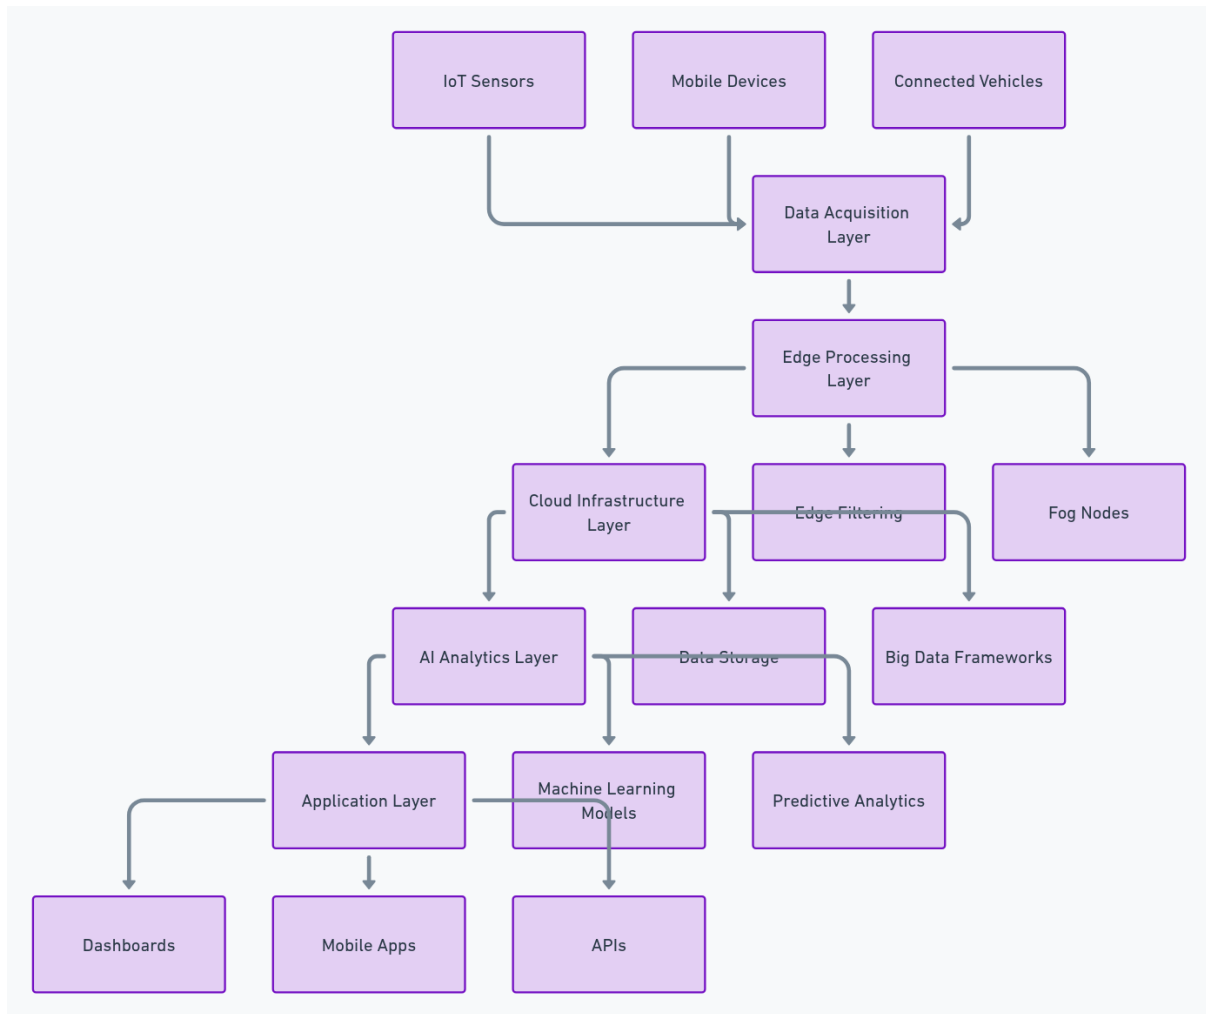 IoT Sensors
Mobile Devices
Connected Vehicles
Data Acquisition
Layer
Edge Processing
Layer
Cloud Infrastructure
Layer
Edge Filtering
Fog Nodes
AI Analytics Layer
Data Storage
Big Data Frameworks
Application Layer
Machine Learning
Models
Predictive Analytics
Dashboards
Mobile Apps
APIs